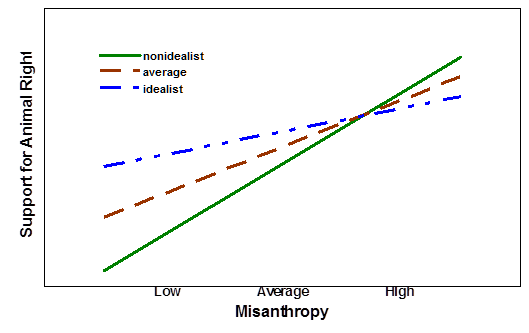 nonidealist
average
idealist
Support for Animal Right
Low Average High
Misanthropy